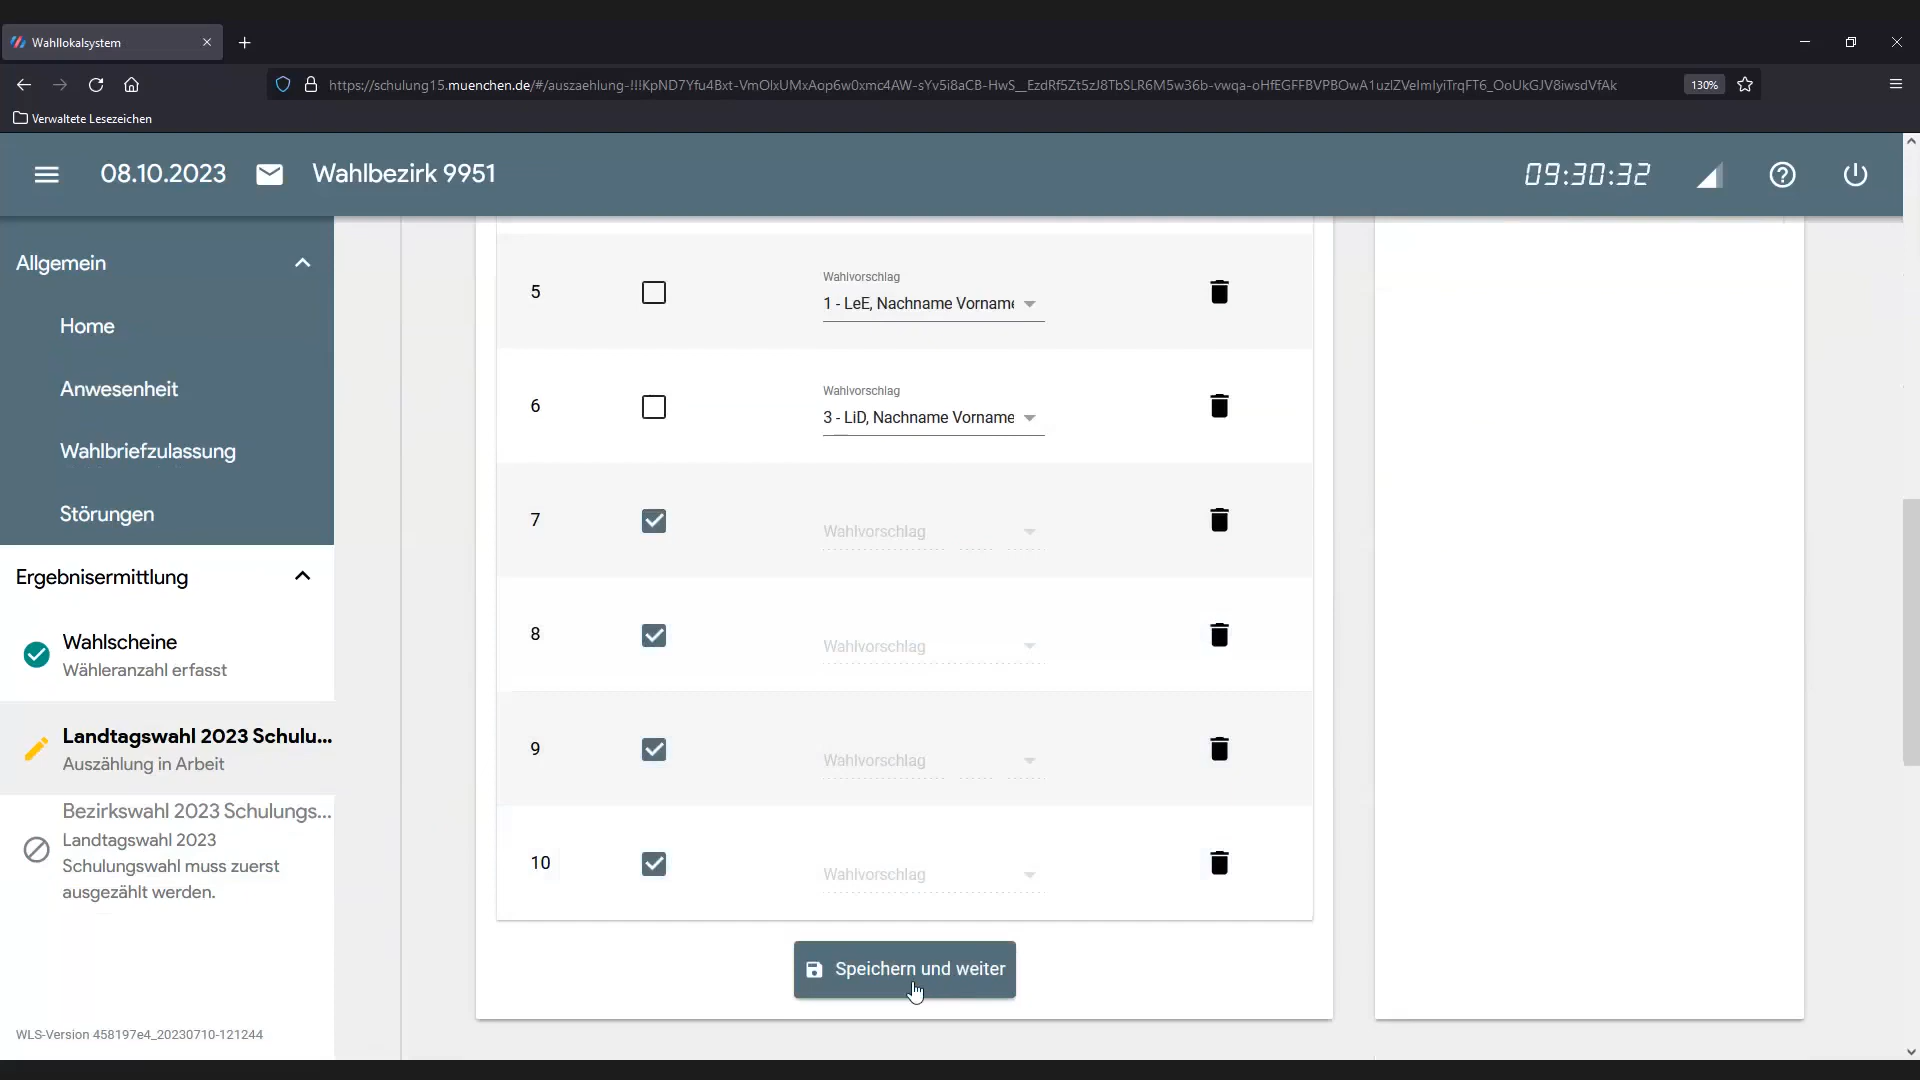 Wahllokalsystem
https://schulung15.muenchen.de/#/auszaehlung-!!!KpND7Yfu4Bxt-VmOlxUMxAop6w0xmc4AW-sYv5i8aCB-HwS__EzdRf5Zt5zJ8TbSLR6M5w36b-vwqa-oHfEGFFBVPBOwA1uzlZVeImIyiTrqFT6_OoUkGJV8iwsdVfAk
130%
Verwaltete Lesezeichen
08.10.2023
Wahlbezirk 9951
09:30:32
Allgemein
Home
Anwesenheit
Wahlbriefzulassung
Störungen
Ergebnisermittlung
Wahlscheine
Wähleranzahl erfasst
Landtagswahl 2023 Schulu...
Auszählung in Arbeit
Bezirkswahl 2023 Schulungs...
Landtagswahl 2023
Schulungswahl muss zuerst
ausgezählt werden.
WLS-Version 458197e4_20230710-121244
Wahlvorschlag
5
1 - LeE, Nachname Vorname
Wahlvorschlag
6
3 - LiD, Nachname Vorname
7
Wahlvorschlag
8
Wahlvorschlag
9
Wahlvorschlag
10
Wahlvorschlag
Speichern und weiter